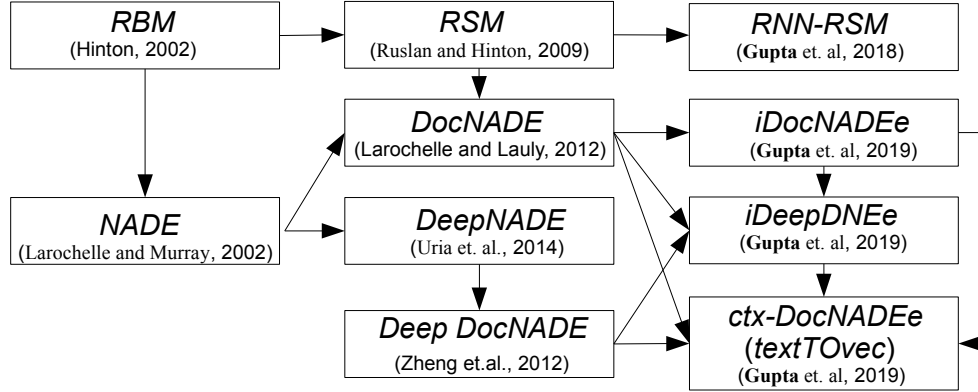 RBM
(Hinton, 2002)
RSM
(Ruslan and Hinton, 2009)
RNN-RSM
(Gupta et. al, 2018)
DocNADE
(Larochelle and Lauly, 2012)
iDocNADEe
(Gupta et. al, 2019)
NADE
(Larochelle and Murray, 2002)
DeepNADE
(Uria et. al., 2014)
iDeepDNEe
(Gupta et. al, 2019)
Deep DocNADE
(Zheng et.al., 2012)
ctx-DocNADEe
(textTOvec)
(Gupta et. al, 2019)